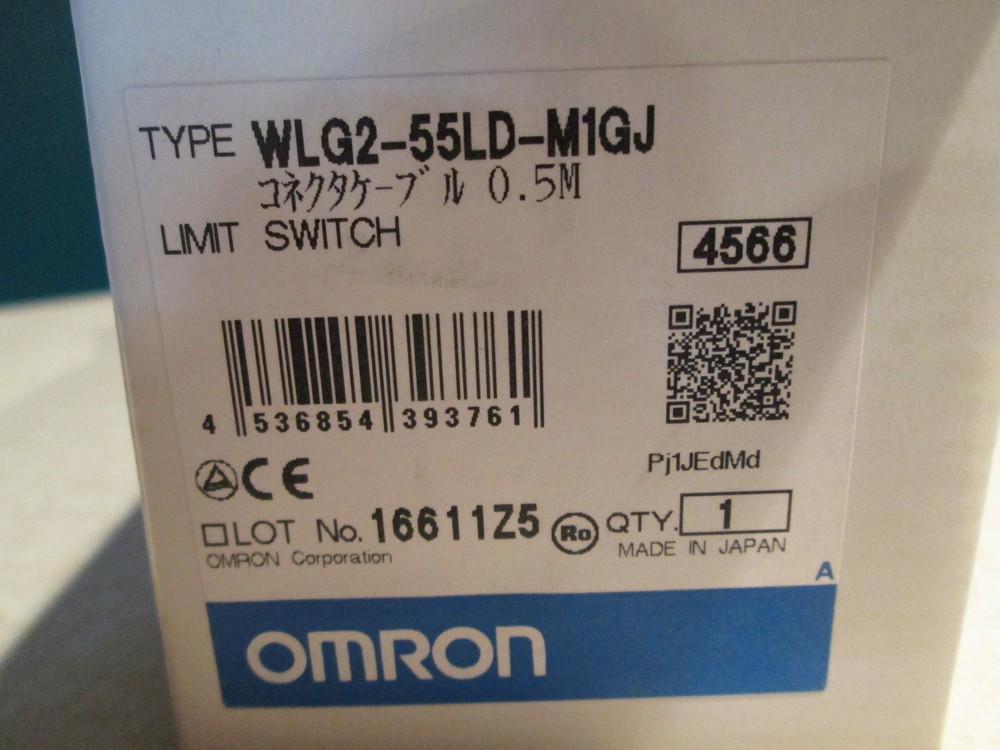 TYPE WLG2-55LD-M1GJ
コネクタケーブル 0.5M
LIMIT SWITCH
4566
4 536854 393761
Pj1JEdMd
CE
LOT No. 16611Z5 Ro QTY. 1
OMRON Corporation MADE IN JAPAN
A
OMRON